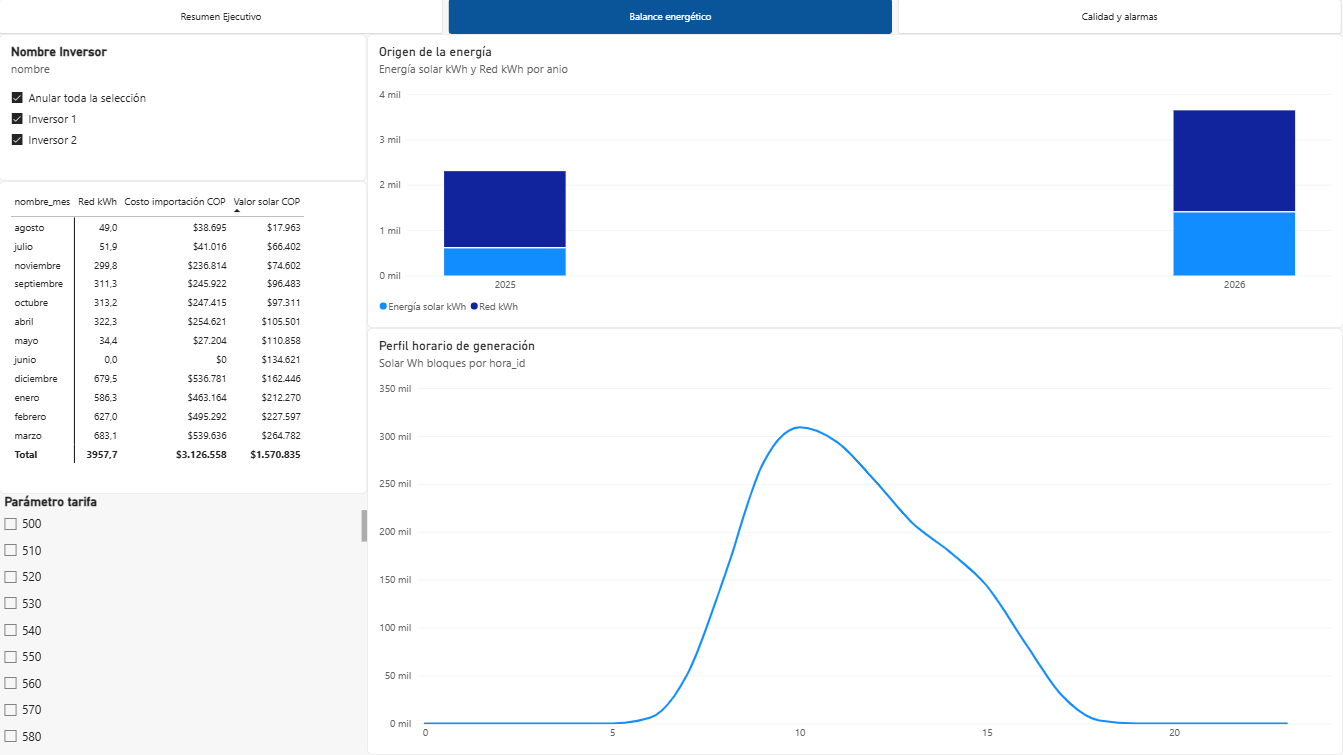 Resumen Ejecutivo
Balance energético
Calidad y alarmas
Nombre Inversor
nombre
Anular toda la selección
Inversor 1
Inversor 2
nombre_mes Red kWh Costo importación COP Valor solar COP
agosto 49,0 $38.695 $17.963
julio 51,9 $41.016 $66.402
noviembre 299,8 $236.814 $74.602
septiembre 311,3 $245.922 $96.483
octubre 313,2 $247.415 $97.311
abril 322,3 $254.621 $105.501
mayo 34,4 $27.204 $110.858
junio 0,0 $0 $134.621
diciembre 679,5 $536.781 $162.446
enero 586,3 $463.164 $212.270
febrero 627,0 $495.292 $227.597
marzo 683,1 $539.636 $264.782
Total 3957,7 $3.126.558 $1.570.835
Parámetro tarifa
500
510
520
530
540
550
560
570
580
Origen de la energía
Energía solar kWh y Red kWh por anio
4 mil
3 mil
2 mil
1 mil
0 mil
2025 2026
Energía solar kWh Red kWh
Perfil horario de generación
Solar Wh bloques por hora_id
350 mil
300 mil
250 mil
200 mil
150 mil
100 mil
50 mil
0 mil
0 5 10 15 20